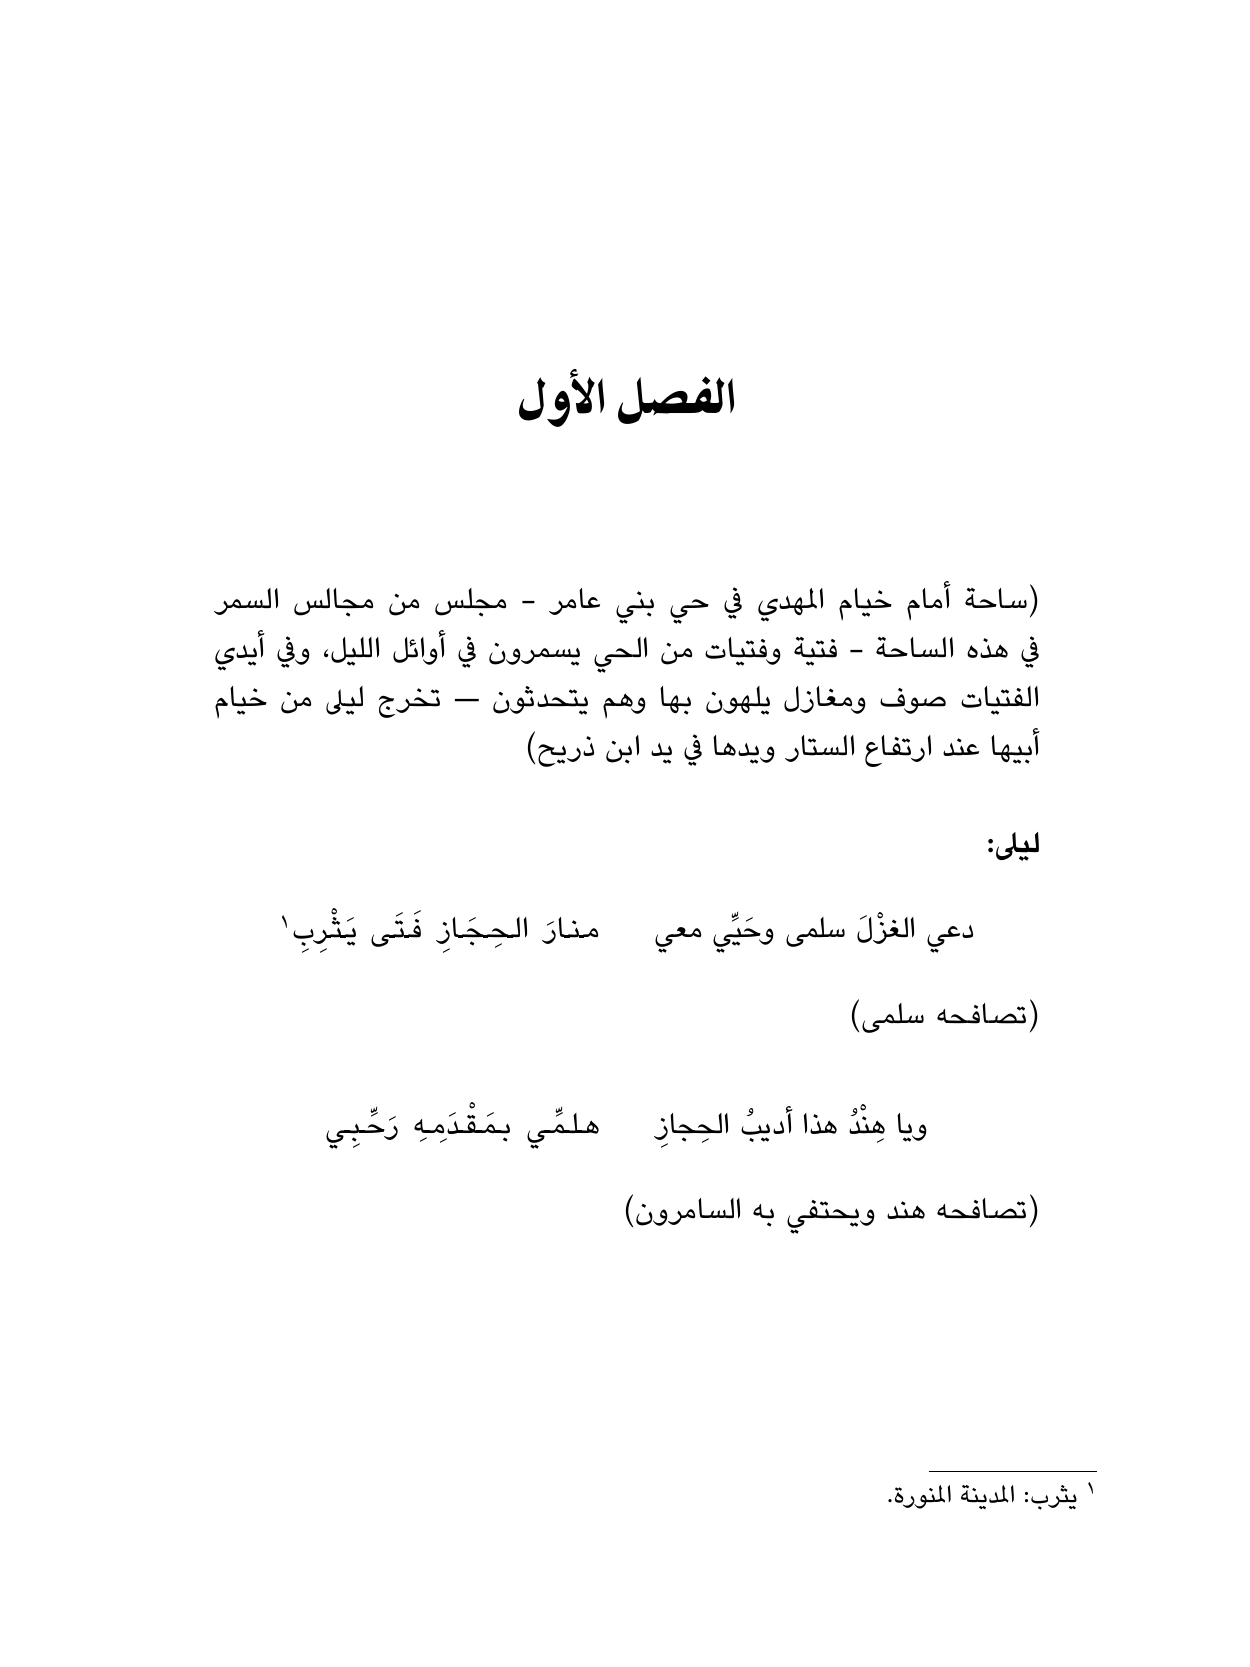 الفصل الأول
(ساحة أمام خيام المهدي في حي بني عامر – مجلس من مجالس السمر
في هذه الساحة – فتية وفتيات من الحي يسمرون في أوائل الليل، وفي أيدي
الفتيات صوف ومغازل يلهون بها وهم يتحدثون — تخرج ليلى من خيام
أبيها عند ارتفاع الستار ويدها في يد ابن ذريح)
ليلى:
دعي الغزْلَ سلمى وحَيِّي معي منارَ الحِجَازِ فَتَى يَثْرِبِ١
(تصافحه سلمى)
ويا هِنْدُ هذا أديبُ الحِجازِ هلمِّي بمَقْدَمِهِ رَحِّبِي
(تصافحه هند ويحتفي به السامرون)
١ يثرب: المدينة المنورة.